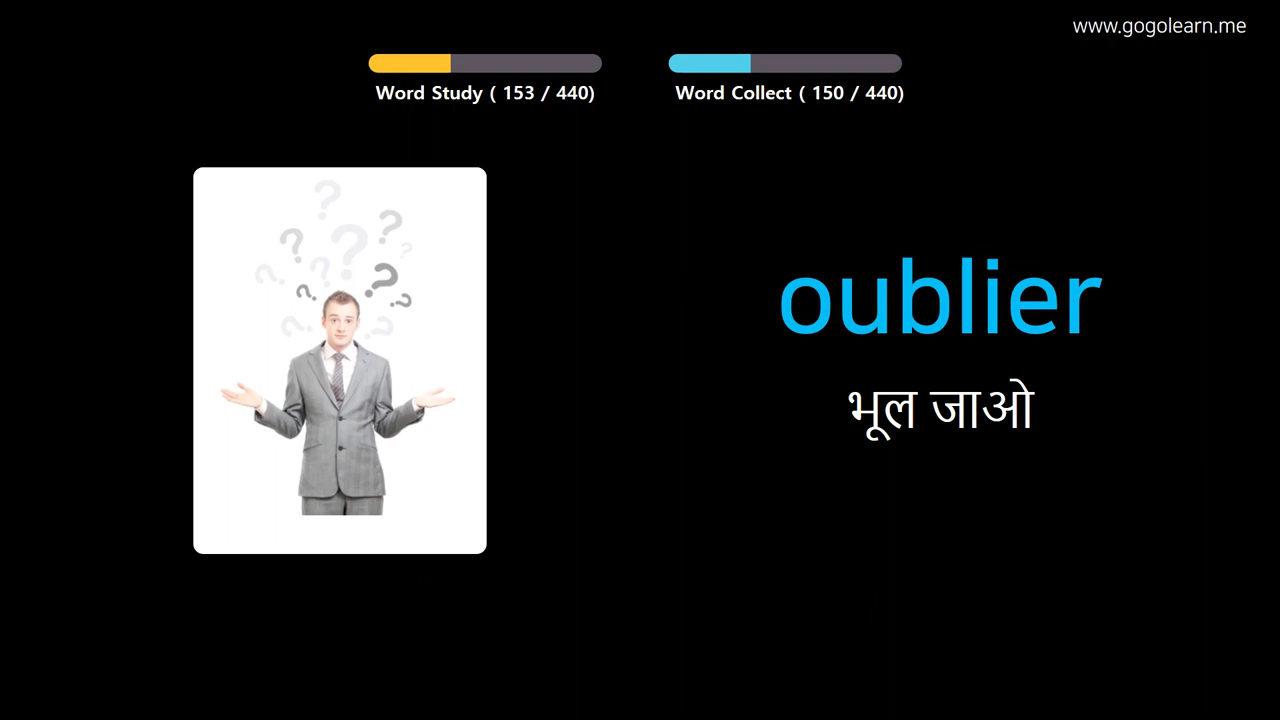 www.gogolearn.me
Word Study ( 153 / 440)
Word Collect ( 150 / 440)
oublier
भूल जाओ